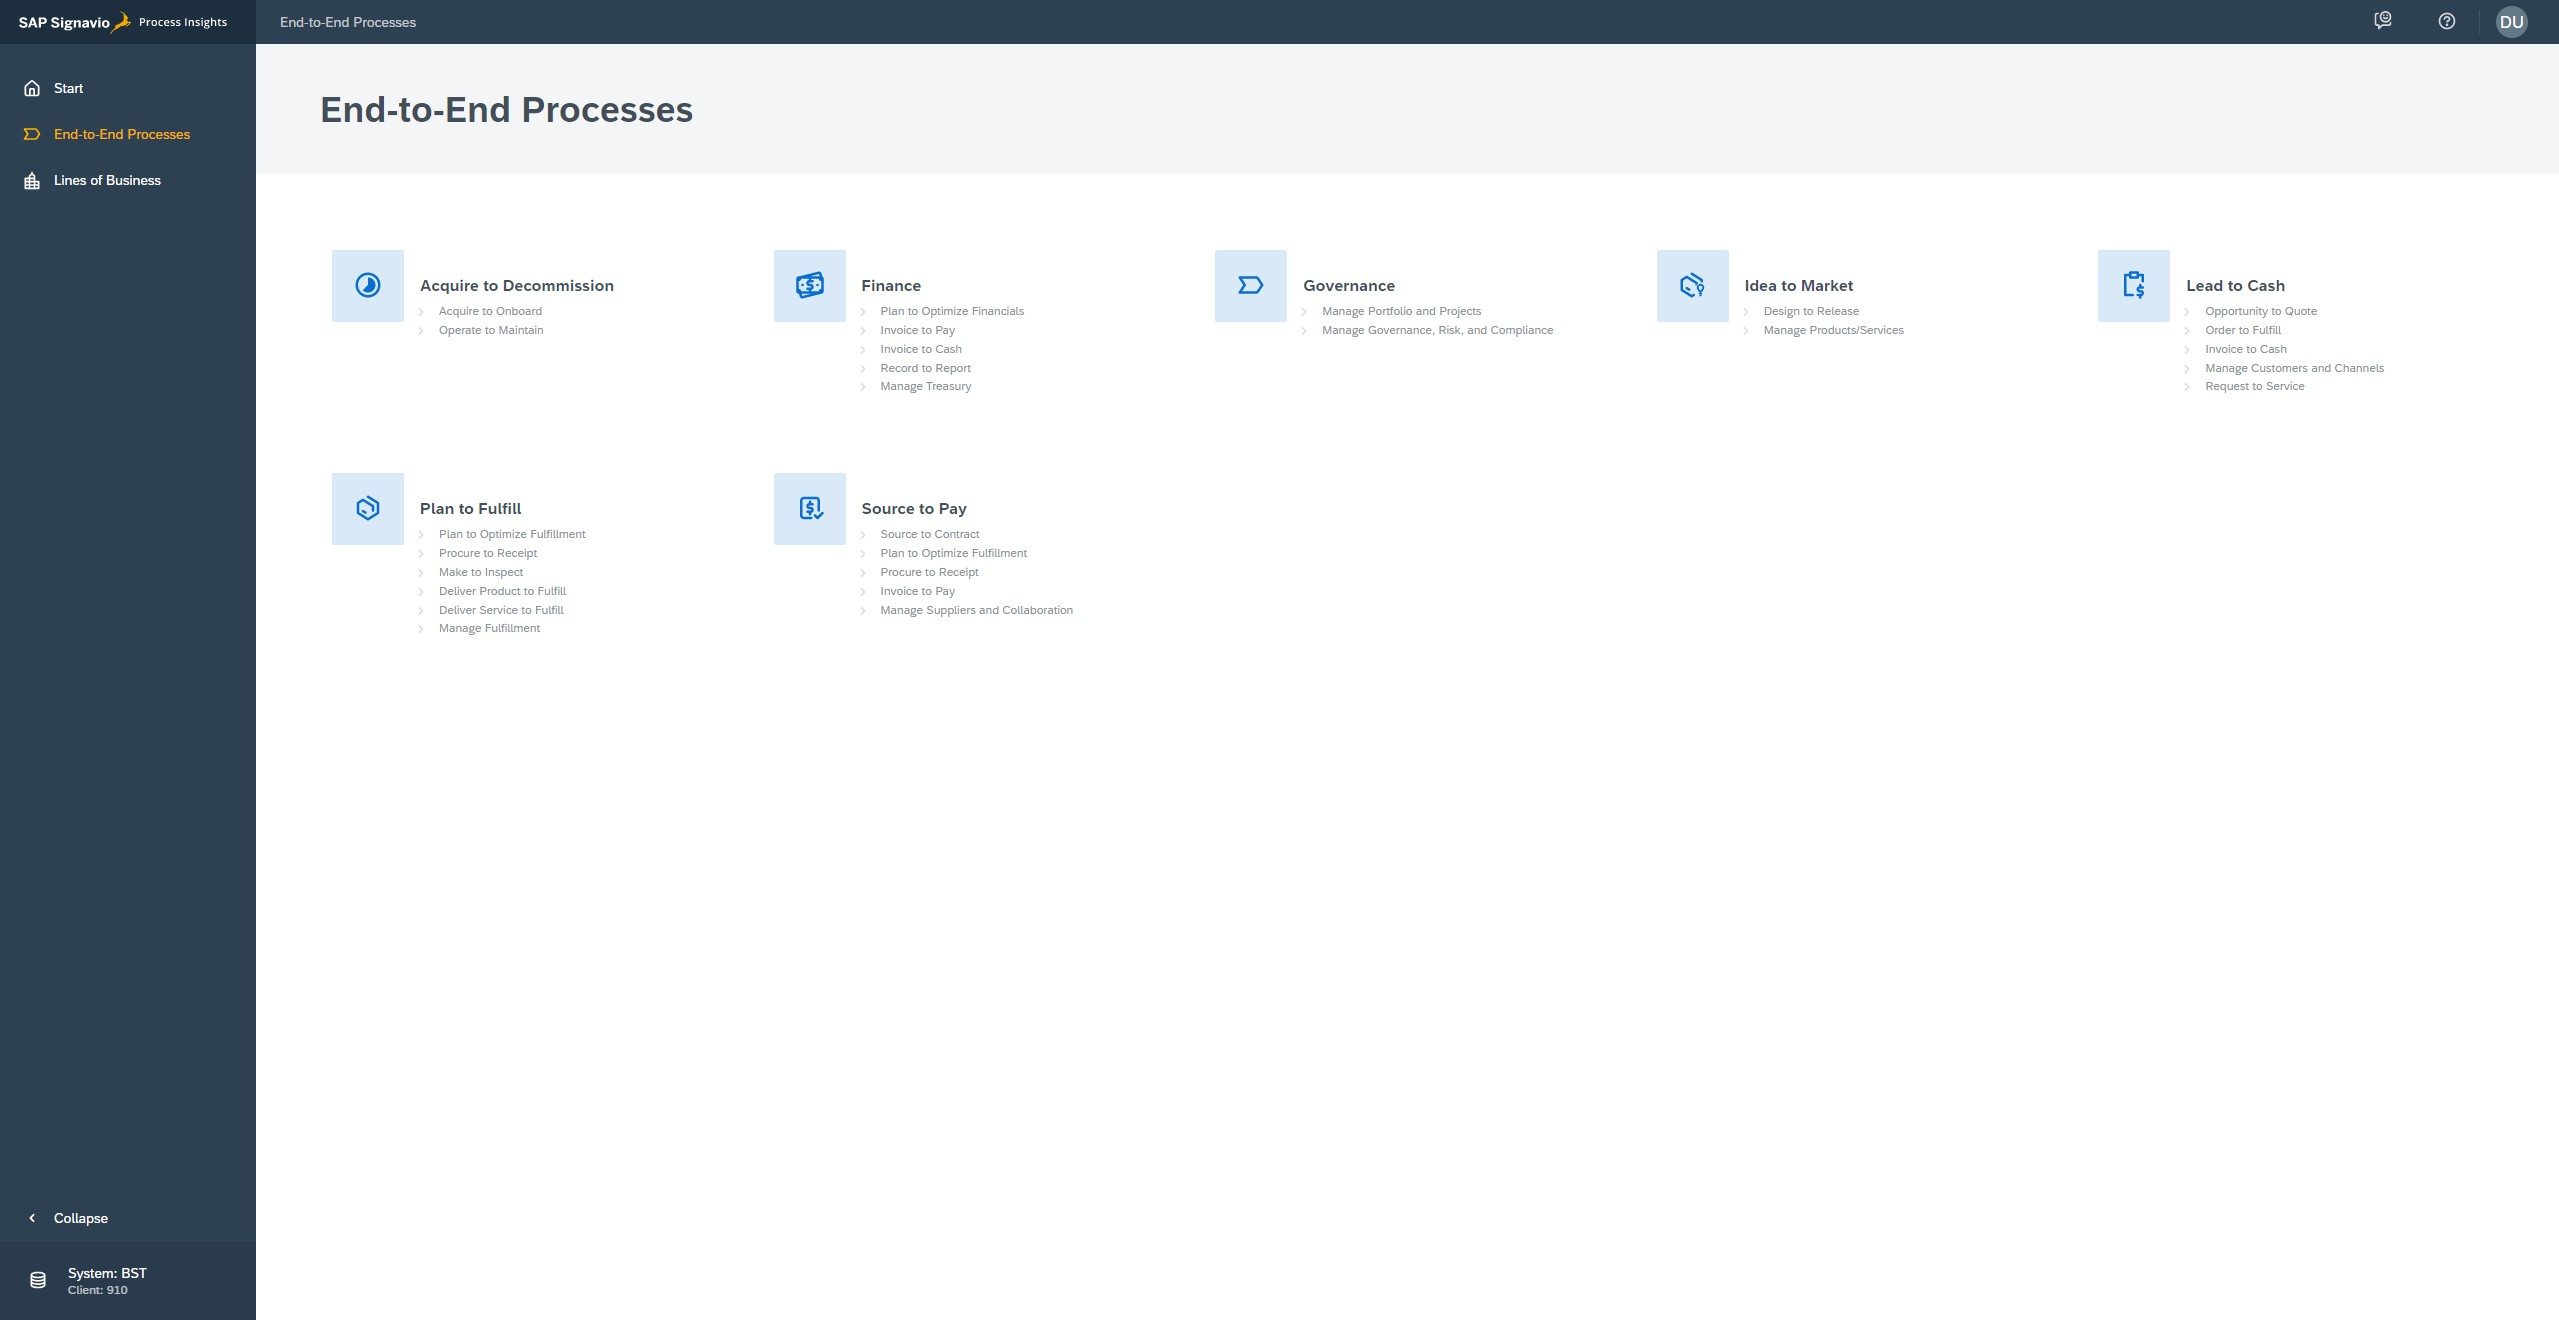 SAP Signavio Process Insights
End-to-End Processes
DU
Start
End-to-End Processes
Lines of Business
End-to-End Processes
Acquire to Decommission
Acquire to Onboard
Operate to Maintain
Finance
Plan to Optimize Financials
Invoice to Pay
Invoice to Cash
Record to Report
Manage Treasury
Governance
Manage Portfolio and Projects
Manage Governance, Risk, and Compliance
Idea to Market
Design to Release
Manage Products/Services
Lead to Cash
Opportunity to Quote
Order to Fulfill
Invoice to Cash
Manage Customers and Channels
Request to Service
Plan to Fulfill
Plan to Optimize Fulfillment
Procure to Receipt
Make to Inspect
Deliver Product to Fulfill
Deliver Service to Fulfill
Manage Fulfillment
Source to Pay
Source to Contract
Plan to Optimize Fulfillment
Procure to Receipt
Invoice to Pay
Manage Suppliers and Collaboration
Collapse
System: BST
Client: 910